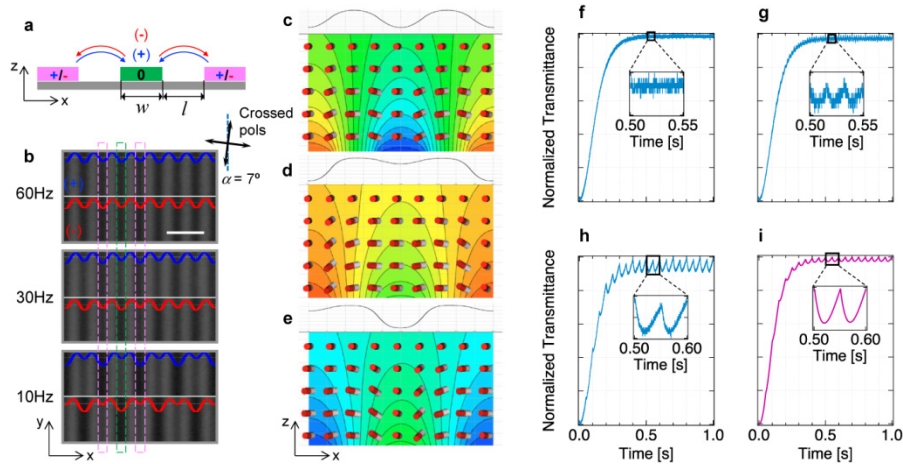 a
(-)
(+)
z
+/-
0
+/-
x
w
l
Crossed
pols
α = 7º
b
60Hz
(+)
(-)
30Hz
10Hz
y
x
c
d
e
z
x
f
Normalized Transmittance
0.50 0.55
Time [s]
g
0.50 0.55
Time [s]
h
Normalized Transmittance
0.50 0.60
Time [s]
0.0 0.5 1.0
Time [s]
i
0.50 0.60
Time [s]
0.0 0.5 1.0
Time [s]